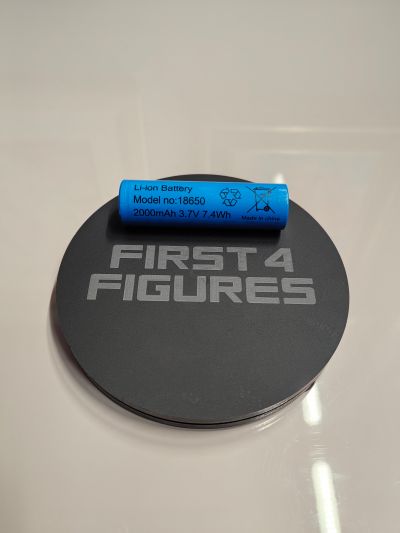 Li-ion Battery
Model no:18650
2000mAh 3.7V 7.4Wh
Made in china
FIRST 4
FIGURES